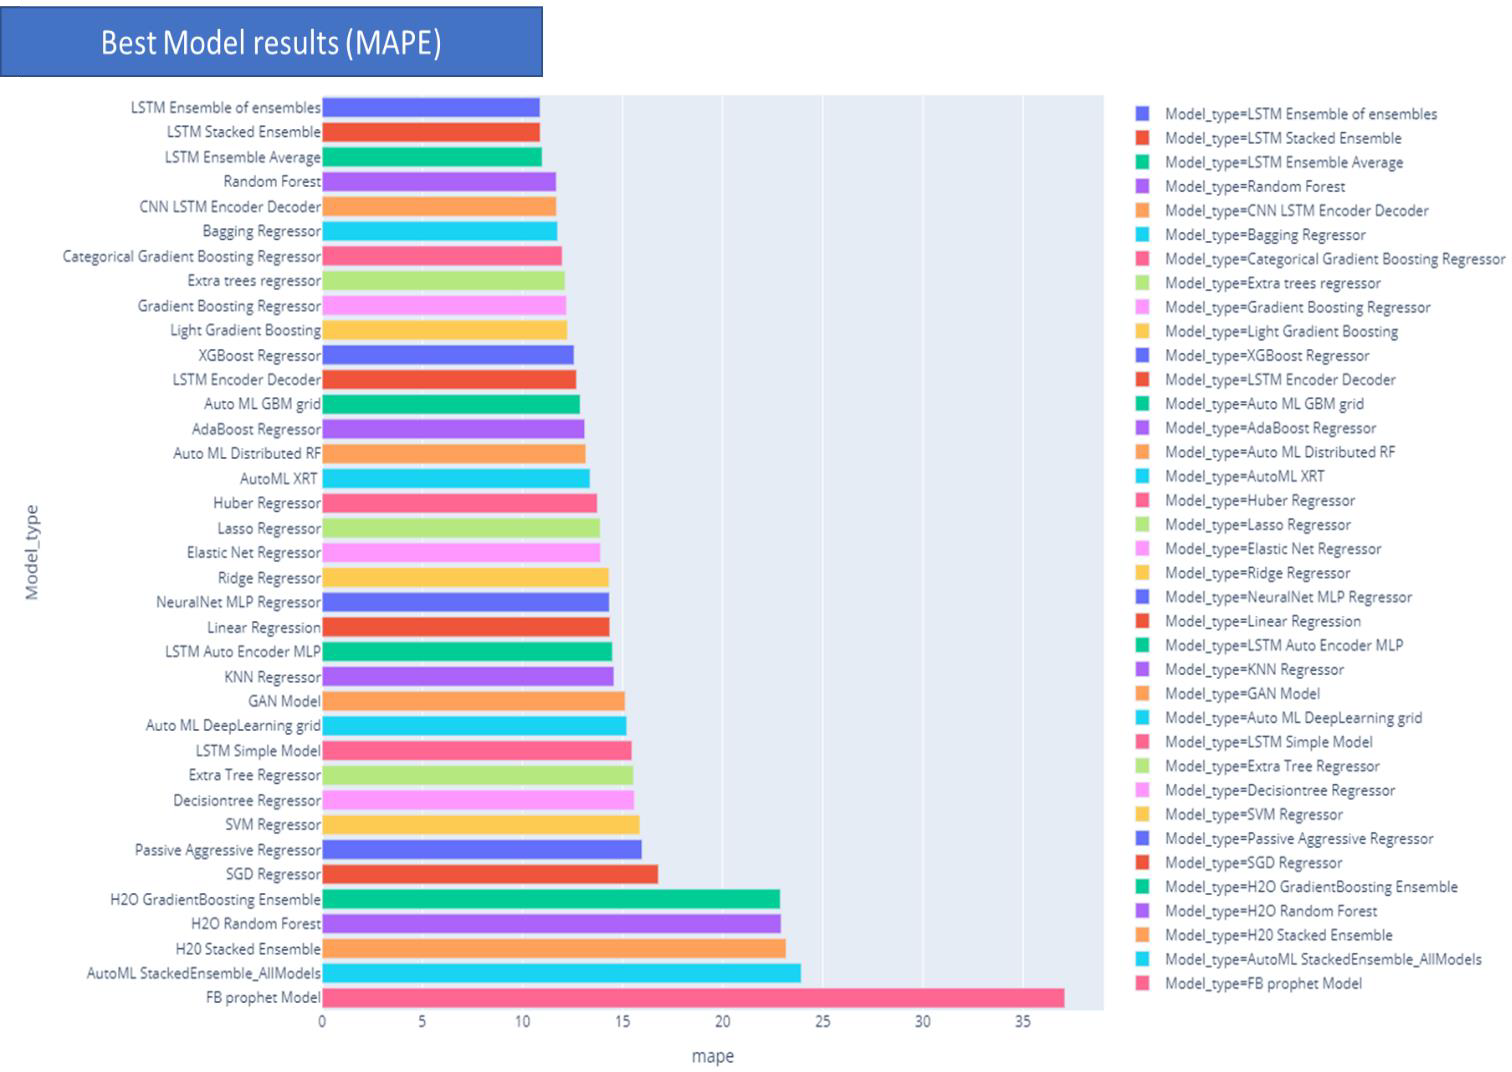 Best Model results (MAPE)
LSTM Ensemble of ensembles
LSTM Stacked Ensemble
LSTM Ensemble Average
Random Forest
CNN LSTM Encoder Decoder
Bagging Regressor
Categorical Gradient Boosting Regressor
Extra trees regressor
Gradient Boosting Regressor
Light Gradient Boosting
XGBoost Regressor
LSTM Encoder Decoder
Auto ML GBM grid
AdaBoost Regressor
Auto ML Distributed RF
AutoML XRT
Huber Regressor
Lasso Regressor
Elastic Net Regressor
Ridge Regressor
NeuralNet MLP Regressor
Linear Regression
LSTM Auto Encoder MLP
KNN Regressor
GAN Model
Auto ML DeepLearning grid
LSTM Simple Model
Extra Tree Regressor
Decisiontree Regressor
SVM Regressor
Passive Aggressive Regressor
SGD Regressor
H2O GradientBoosting Ensemble
H2O Random Forest
H20 Stacked Ensemble
AutoML StackedEnsemble_AllModels
FB prophet Model
Model_type
0 5 10 15 20 25 30 35
mape
Model_type=LSTM Ensemble of ensembles
Model_type=LSTM Stacked Ensemble
Model_type=LSTM Ensemble Average
Model_type=Random Forest
Model_type=CNN LSTM Encoder Decoder
Model_type=Bagging Regressor
Model_type=Categorical Gradient Boosting Regressor
Model_type=Extra trees regressor
Model_type=Gradient Boosting Regressor
Model_type=Light Gradient Boosting
Model_type=XGBoost Regressor
Model_type=LSTM Encoder Decoder
Model_type=Auto ML GBM grid
Model_type=AdaBoost Regressor
Model_type=Auto ML Distributed RF
Model_type=AutoML XRT
Model_type=Huber Regressor
Model_type=Lasso Regressor
Model_type=Elastic Net Regressor
Model_type=Ridge Regressor
Model_type=NeuralNet MLP Regressor
Model_type=Linear Regression
Model_type=LSTM Auto Encoder MLP
Model_type=KNN Regressor
Model_type=GAN Model
Model_type=Auto ML DeepLearning grid
Model_type=LSTM Simple Model
Model_type=Extra Tree Regressor
Model_type=Decisiontree Regressor
Model_type=SVM Regressor
Model_type=Passive Aggressive Regressor
Model_type=SGD Regressor
Model_type=H2O GradientBoosting Ensemble
Model_type=H2O Random Forest
Model_type=H20 Stacked Ensemble
Model_type=AutoML StackedEnsemble_AllModels
Model_type=FB prophet Model